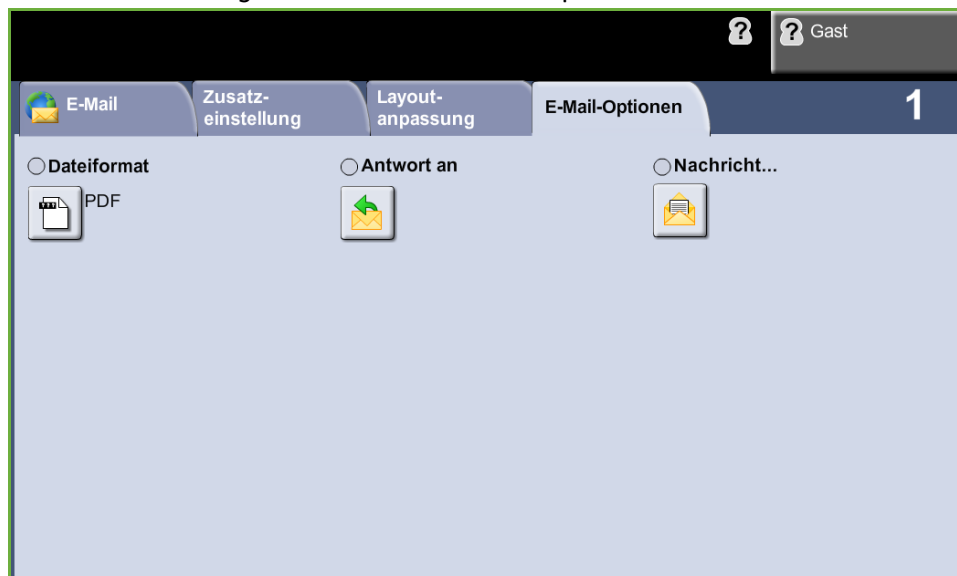 Gast
E-Mail
Zusatz-
einstellung
Layout-
anpassung
E-Mail-Optionen
1
Dateiformat
PDF
Antwort an
Nachricht...